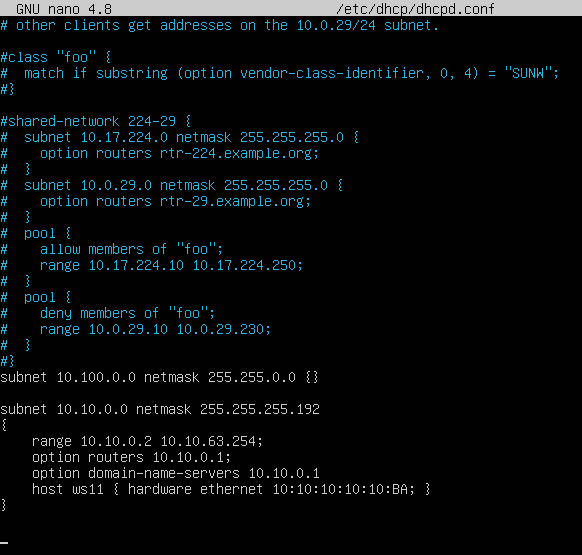 GNU nano 4.8 /etc/dhcp/dhcpd.conf
# other clients get addresses on the 10.0.29/24 subnet.
#class "foo" {
#  match if substring (option vendor-class-identifier, 0, 4) = "SUNW";
#}
#shared-network 224-29 {
#  subnet 10.17.224.0 netmask 255.255.255.0 {
#    option routers rtr-224.example.org;
#  }
#  subnet 10.0.29.0 netmask 255.255.255.0 {
#    option routers rtr-29.example.org;
#  }
#  pool {
#    allow members of "foo";
#    range 10.17.224.10 10.17.224.250;
#  }
#  pool {
#    deny members of "foo";
#    range 10.0.29.10 10.0.29.230;
#  }
#}
subnet 10.100.0.0 netmask 255.255.0.0 {}
subnet 10.10.0.0 netmask 255.255.255.192
{
    range 10.10.0.2 10.10.63.254;
    option routers 10.10.0.1;
    option domain-name-servers 10.10.0.1
    host ws11 { hardware ethernet 10:10:10:10:10:BA; }
}